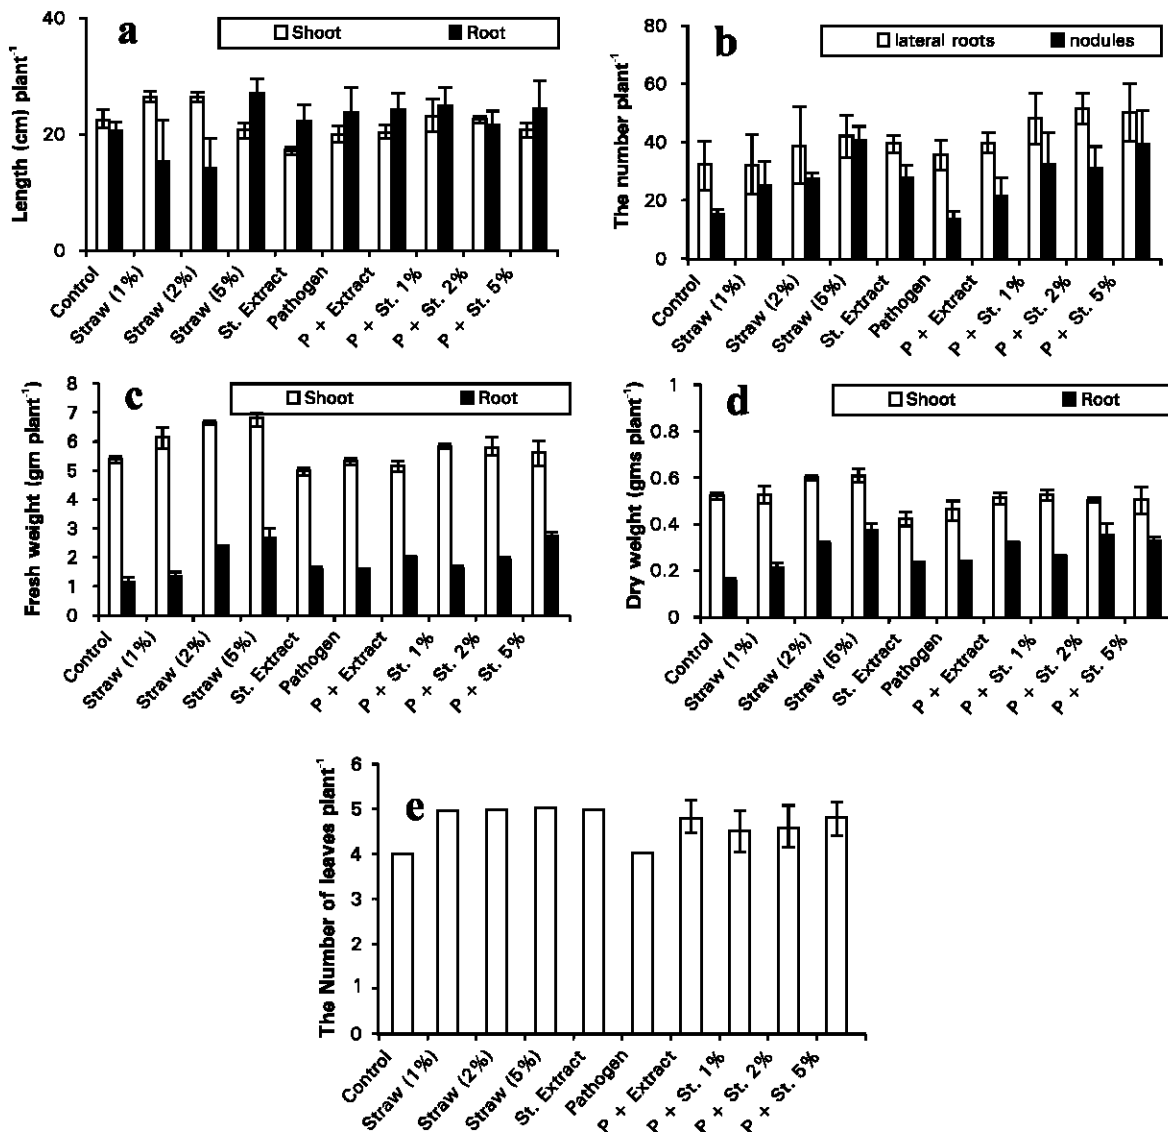 a
Shoot Root
Length (cm) plant-1
40
20
0
Control
Straw (1%)
Straw (2%)
Straw (5%)
St. Extract
Pathogen
P + Extract
P + St. 1%
P + St. 2%
P + St. 5%
b
lateral roots nodules
The number plant-1
80
60
40
20
0
Control
Straw (1%)
Straw (2%)
Straw (5%)
St. Extract
Pathogen
P + Extract
P + St. 1%
P + St. 2%
P + St. 5%
c
Shoot Root
Fresh weight (gm plant-1)
8
7
6
5
4
3
2
1
0
Control
Straw (1%)
Straw (2%)
Straw (5%)
St. Extract
Pathogen
P + Extract
P + St. 1%
P + St. 2%
P + St. 5%
d
Shoot Root
Dry weight (gms plant-1)
1
0.8
0.6
0.4
0.2
0
Control
Straw (1%)
Straw (2%)
Straw (5%)
St. Extract
Pathogen
P + Extract
P + St. 1%
P + St. 2%
P + St. 5%
e
The Number of leaves plant-1
6
5
4
3
2
1
0
Control
Straw (1%)
Straw (2%)
Straw (5%)
St. Extract
Pathogen
P + Extract
P + St. 1%
P + St. 2%
P + St. 5%